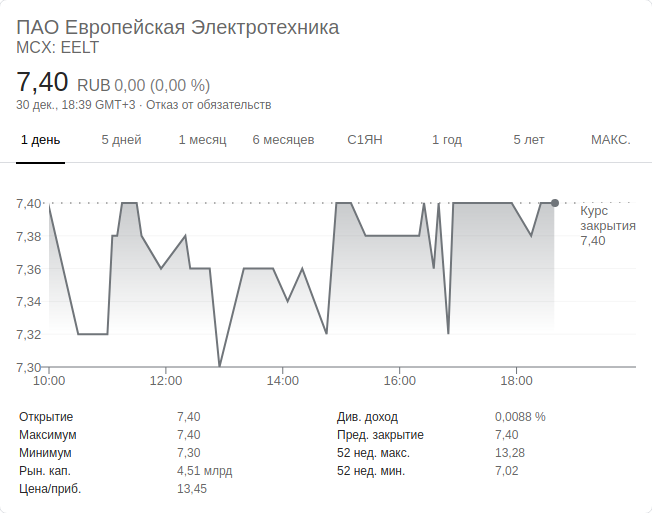 ПАО Европейская Электротехника
MCX: EELT
7,40 RUB 0,00 (0,00 %)
30 дек., 18:39 GMT+3 · Отказ от обязательств
1 день 5 дней 1 месяц 6 месяцев С1ЯН 1 год 5 лет МАКС.
7,40
7,38
7,36
7,34
7,32
7,30
Курс
закрытия
7,40
10:00 12:00 14:00 16:00 18:00
Открытие 7,40 Див. доход 0,0088 %
Максимум 7,40 Пред. закрытие 7,40
Минимум 7,30 52 нед. макс. 13,28
Рын. кап. 4,51 млрд 52 нед. мин. 7,02
Цена/приб. 13,45